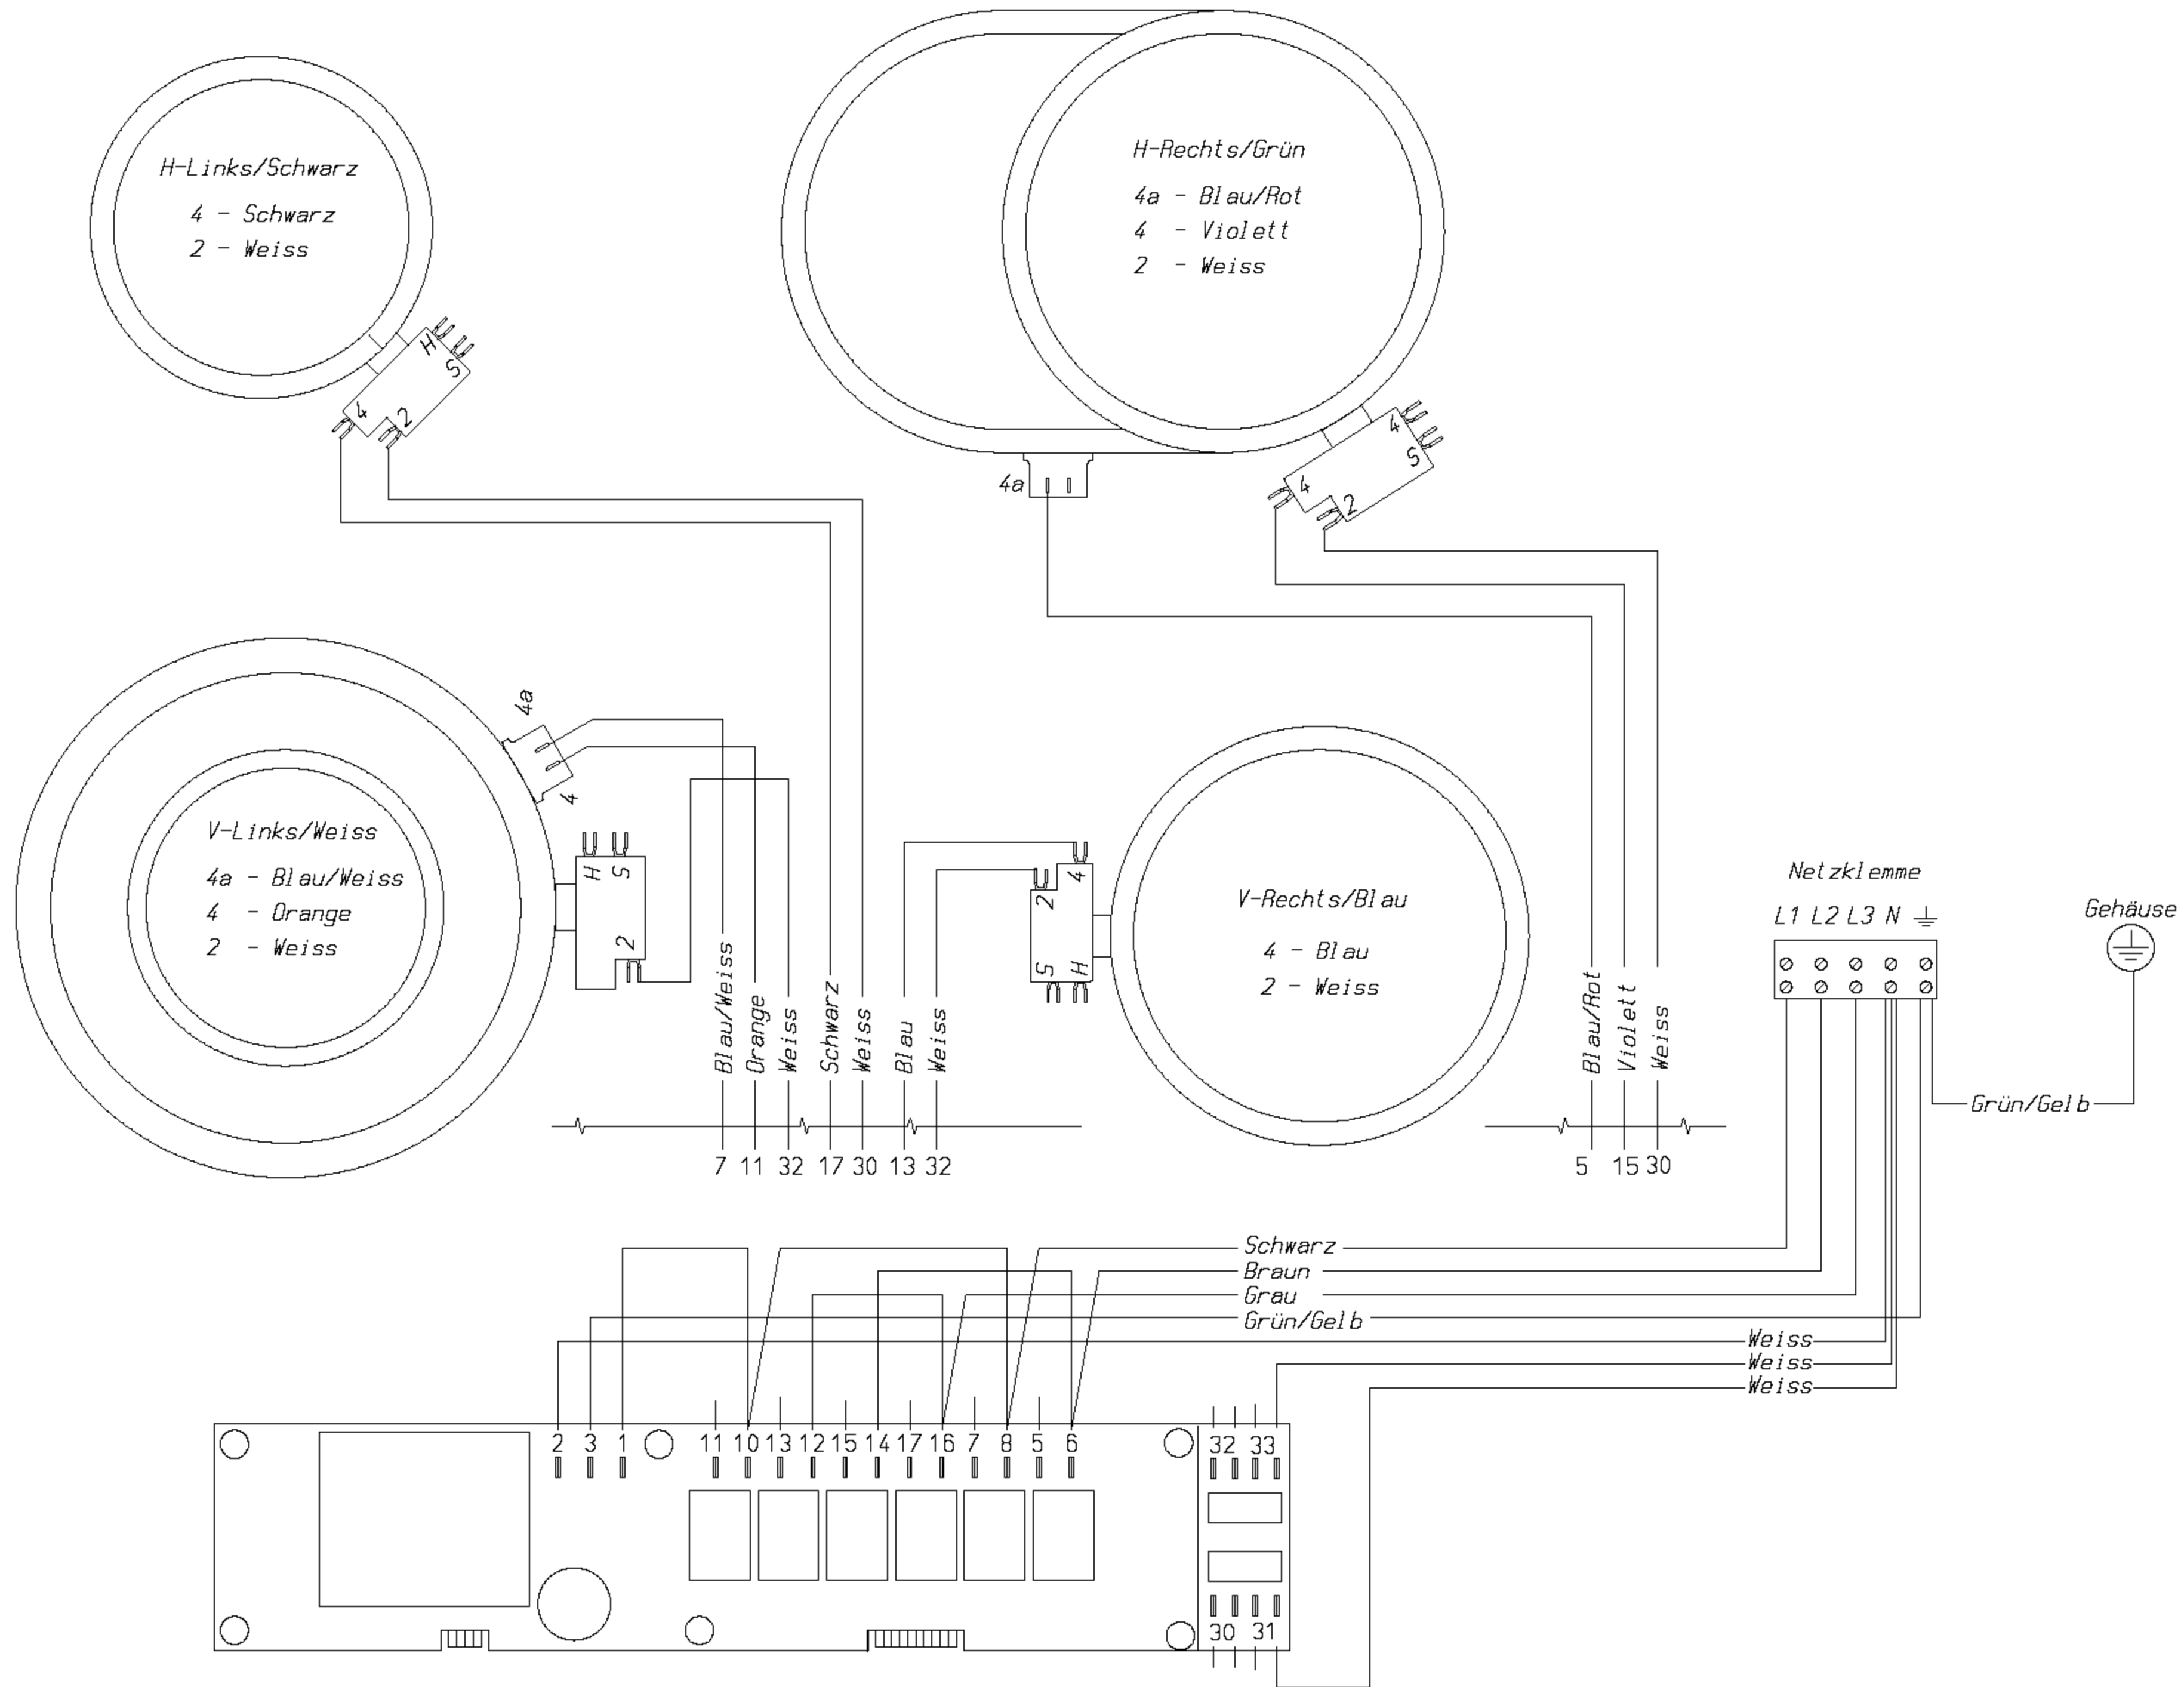 H-Links/Schwarz
4 - Schwarz
2 - Weiss
H
S
4
2
H-Rechts/Grün
4a - Blau/Rot
4 - Violett
2 - Weiss
4a
4
S
4
2
V-Links/Weiss
4a - Blau/Weiss
4 - Orange
2 - Weiss
4a
4
H
S
2
V-Rechts/Blau
4 - Blau
2 - Weiss
2
4
S
H
Netzklemme
L1 L2 L3 N
Gehäuse
Grün/Gelb
Blau/Weiss
Orange
Weiss
Schwarz
Weiss
Blau
Weiss
Blau/Rot
Violett
Weiss
7 11 32 17 30 13 32
5 15 30
Schwarz
Braun
Grau
Grün/Gelb
Weiss
Weiss
Weiss
2 3 1 11 10 13 12 15 14 17 16 7 8 5 6 32 33
30 31